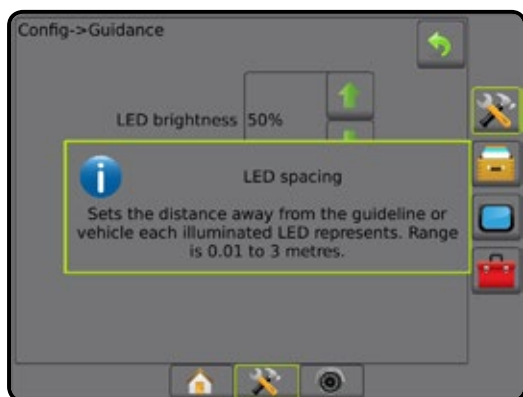 Config->Guidance
LED brightness 50%
LED spacing
Sets the distance away from the guideline or
vehicle each illuminated LED represents. Range
is 0.01 to 3 metres.